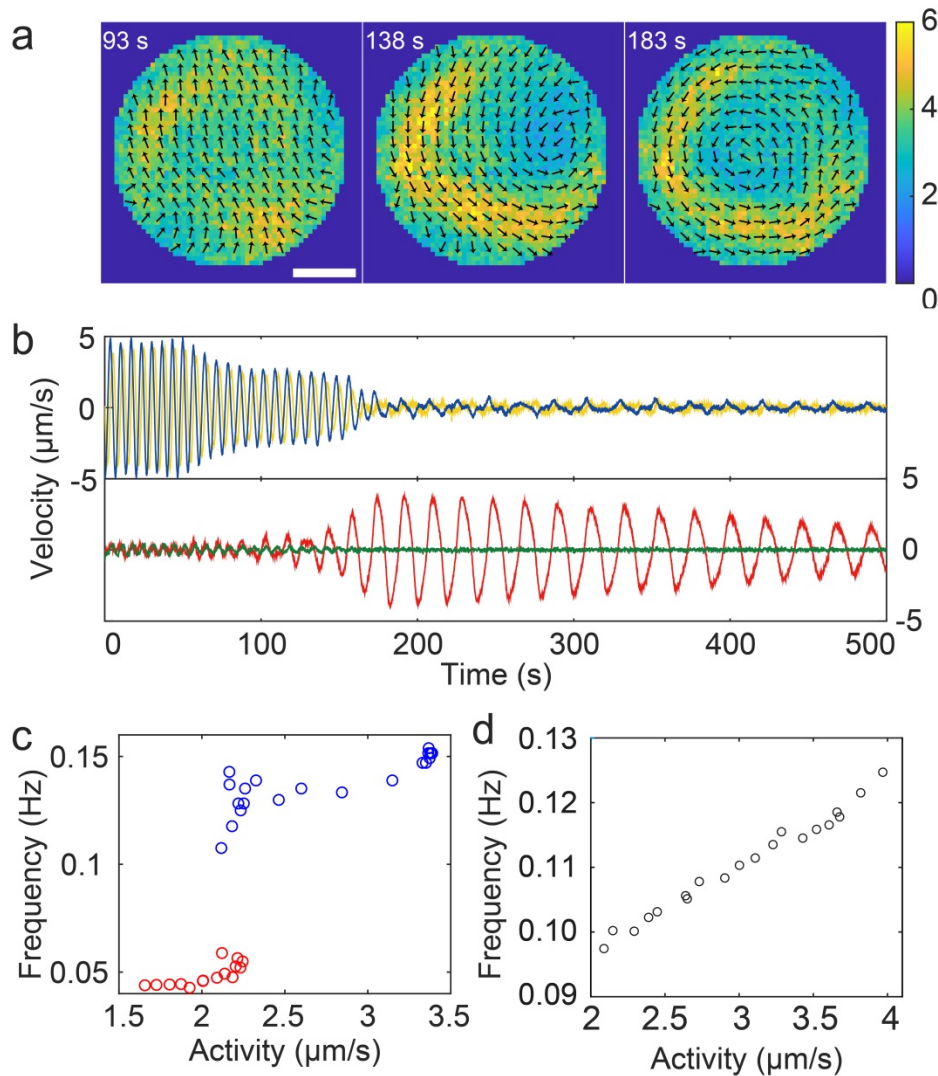 a
93 s
138 s
183 s
6
4
2
0
b
5
0
-5
5
0
-5
Velocity (μm/s)
0
100
200
300
400
500
Time (s)
c
0.15
0.1
0.05
Frequency (Hz)
1.5
2
2.5
3
3.5
Activity (μm/s)
d
0.13
0.12
0.11
0.10
0.09
Frequency (Hz)
2
2.5
3
3.5
4
Activity (μm/s)